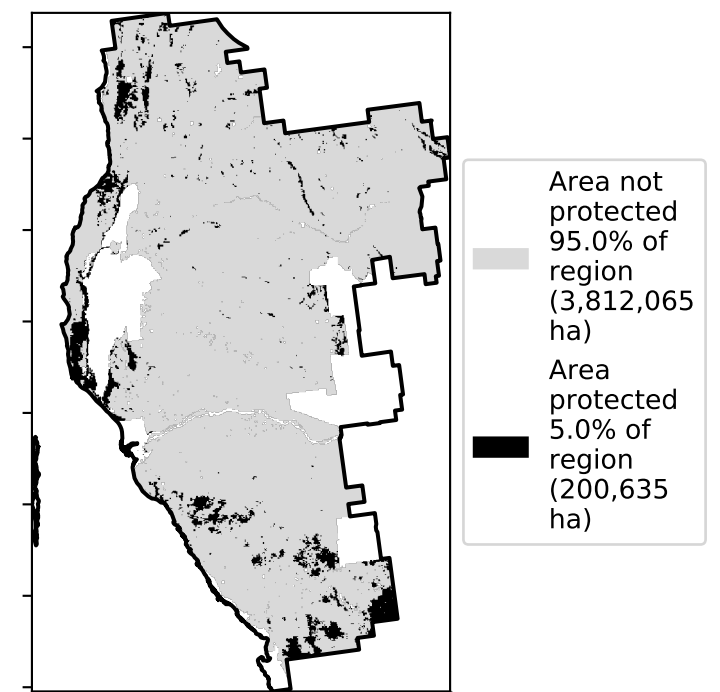 Area not
protected
95.0% of
region
(3,812,065
ha)
Area
protected
5.0% of
region
(200,635
ha)